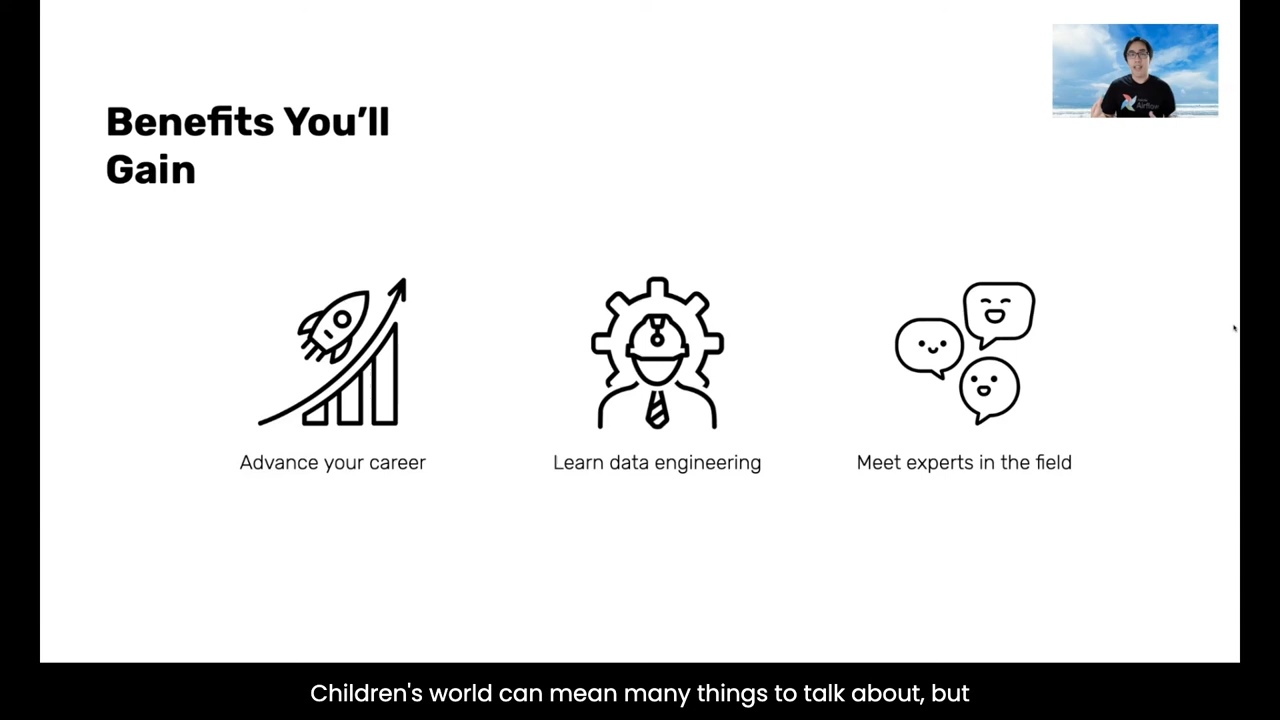 Benefits You'll
Gain
Airflow
Advance your career
Learn data engineering
Meet experts in the field
Children's world can mean many things to talk about, but